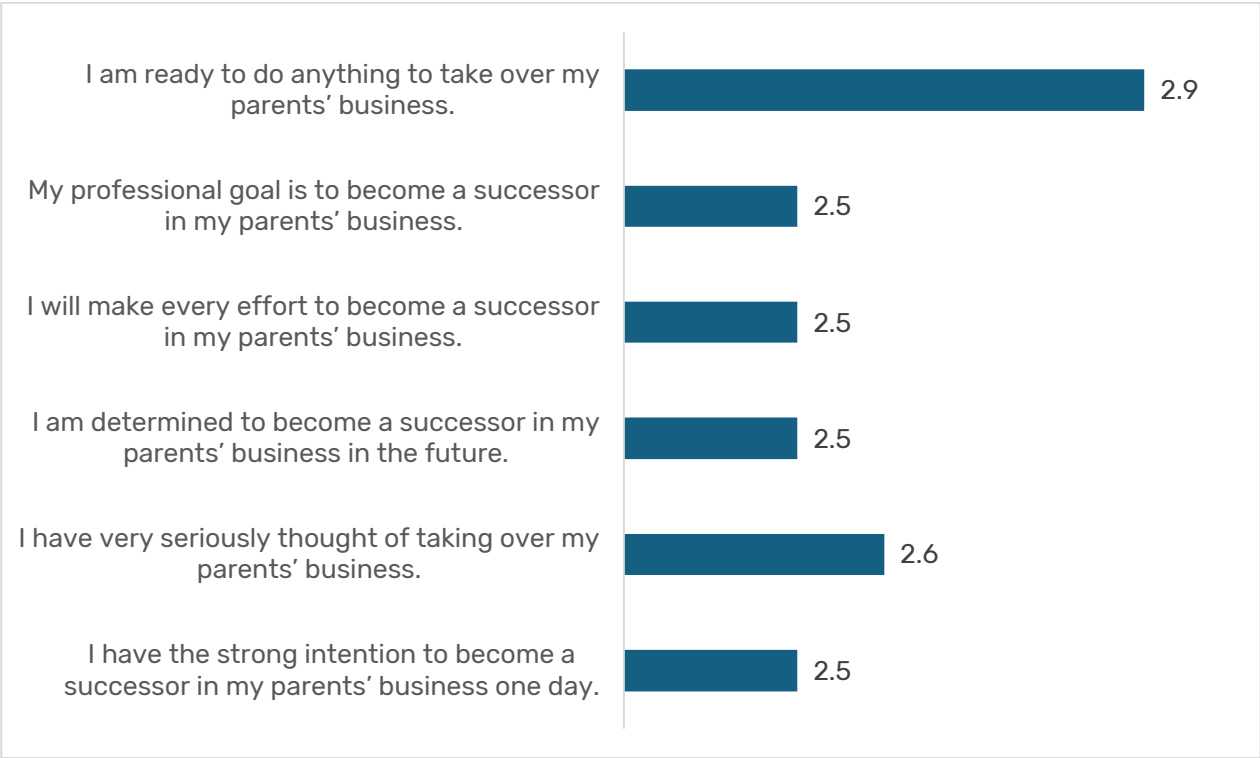 I am ready to do anything to take over my
parents’ business.
2.9
My professional goal is to become a successor
in my parents’ business.
2.5
I will make every effort to become a successor
in my parents’ business.
2.5
I am determined to become a successor in my
parents’ business in the future.
2.5
I have very seriously thought of taking over my
parents’ business.
2.6
I have the strong intention to become a
successor in my parents’ business one day.
2.5